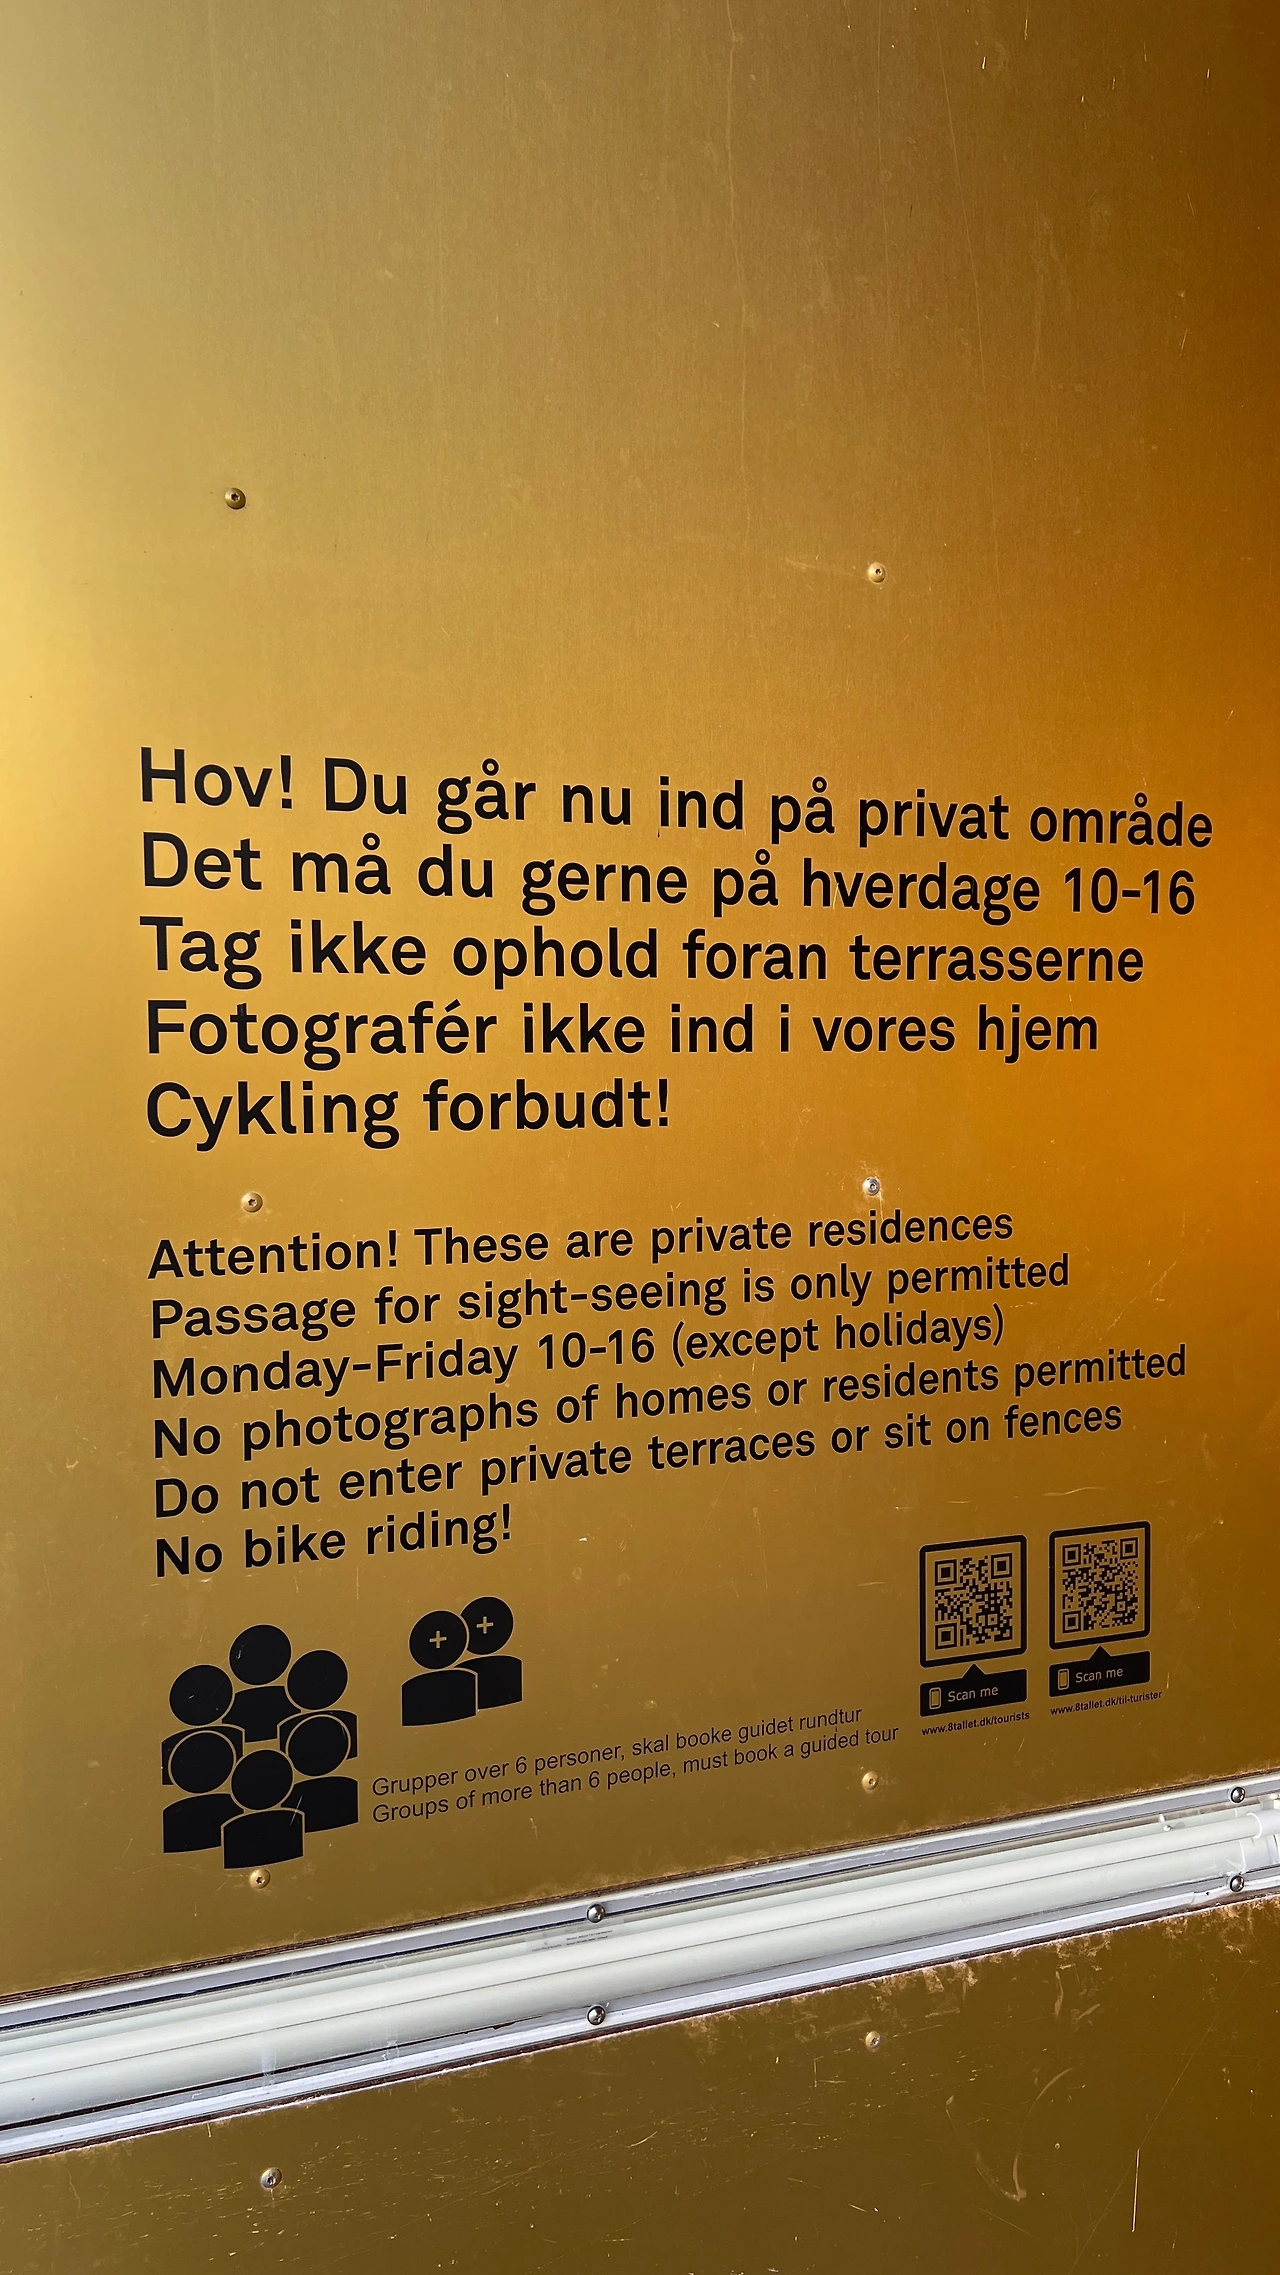 Hov! Du går nu ind på privat område
Det må du gerne på hverdage 10-16
Tag ikke ophold foran terrasserne
Fotografér ikke ind i vores hjem
Cykling forbudt!
Attention! These are private residences
Passage for sight-seeing is only permitted
Monday-Friday 10-16 (except holidays)
No photographs of homes or residents permitted
Do not enter private terraces or sit on fences
No bike riding!
Grupper over 6 personer, skal booke guidet rundtur
Groups of more than 6 people, must book a guided tour
Scan me
www.8tallet.dk/tourists
Scan me
www.8tallet.dk/til-turister